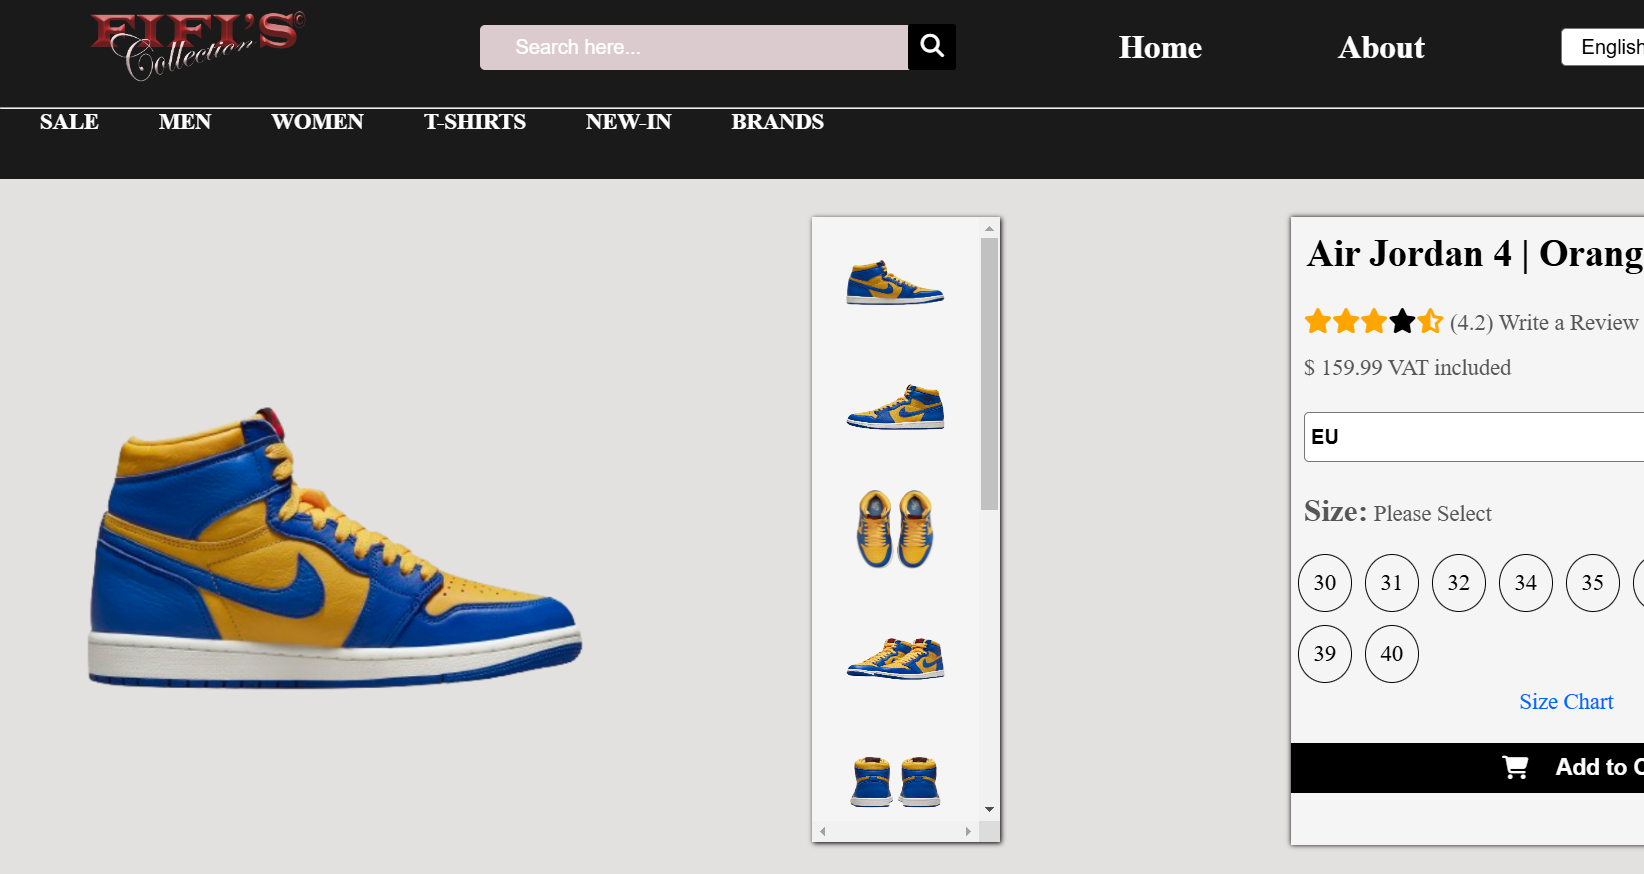 FIFI'S©
Collection
Search here...
Home
About
English
SALE
MEN
WOMEN
T-SHIRTS
NEW-IN
BRANDS
Air Jordan 4 | Orang
(4.2) Write a Review
$ 159.99 VAT included
EU
Size: Please Select
30 31 32 34 35
39 40
Size Chart
Add to C